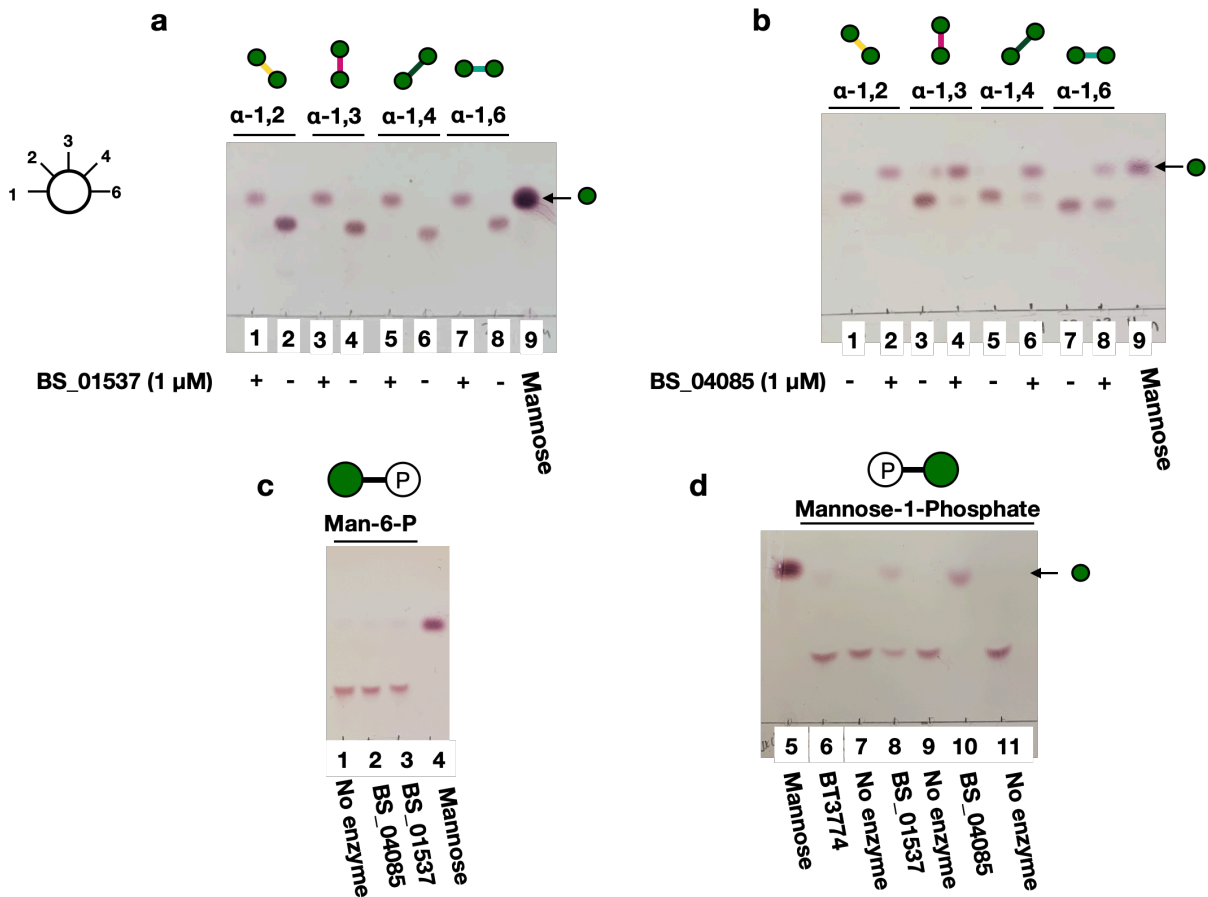 a
α-1,2 α-1,3 α-1,4 α-1,6
1 2 3 4 6
1 2 3 4 5 6 7 8 9
BS_01537 (1 μM) + - + - + - + - Mannose
b
α-1,2 α-1,3 α-1,4 α-1,6
1 2 3 4 5 6 7 8 9
BS_04085 (1 μM) - + - + - + - + Mannose
c
P
Man-6-P
1 2 3 4
No enzyme
BS_04085
BS_01537
Mannose
d
P
Mannose-1-Phosphate
5 6 7 8 9 10 11
Mannose
BT3774
No enzyme
BS_01537
No enzyme
BS_04085
No enzyme